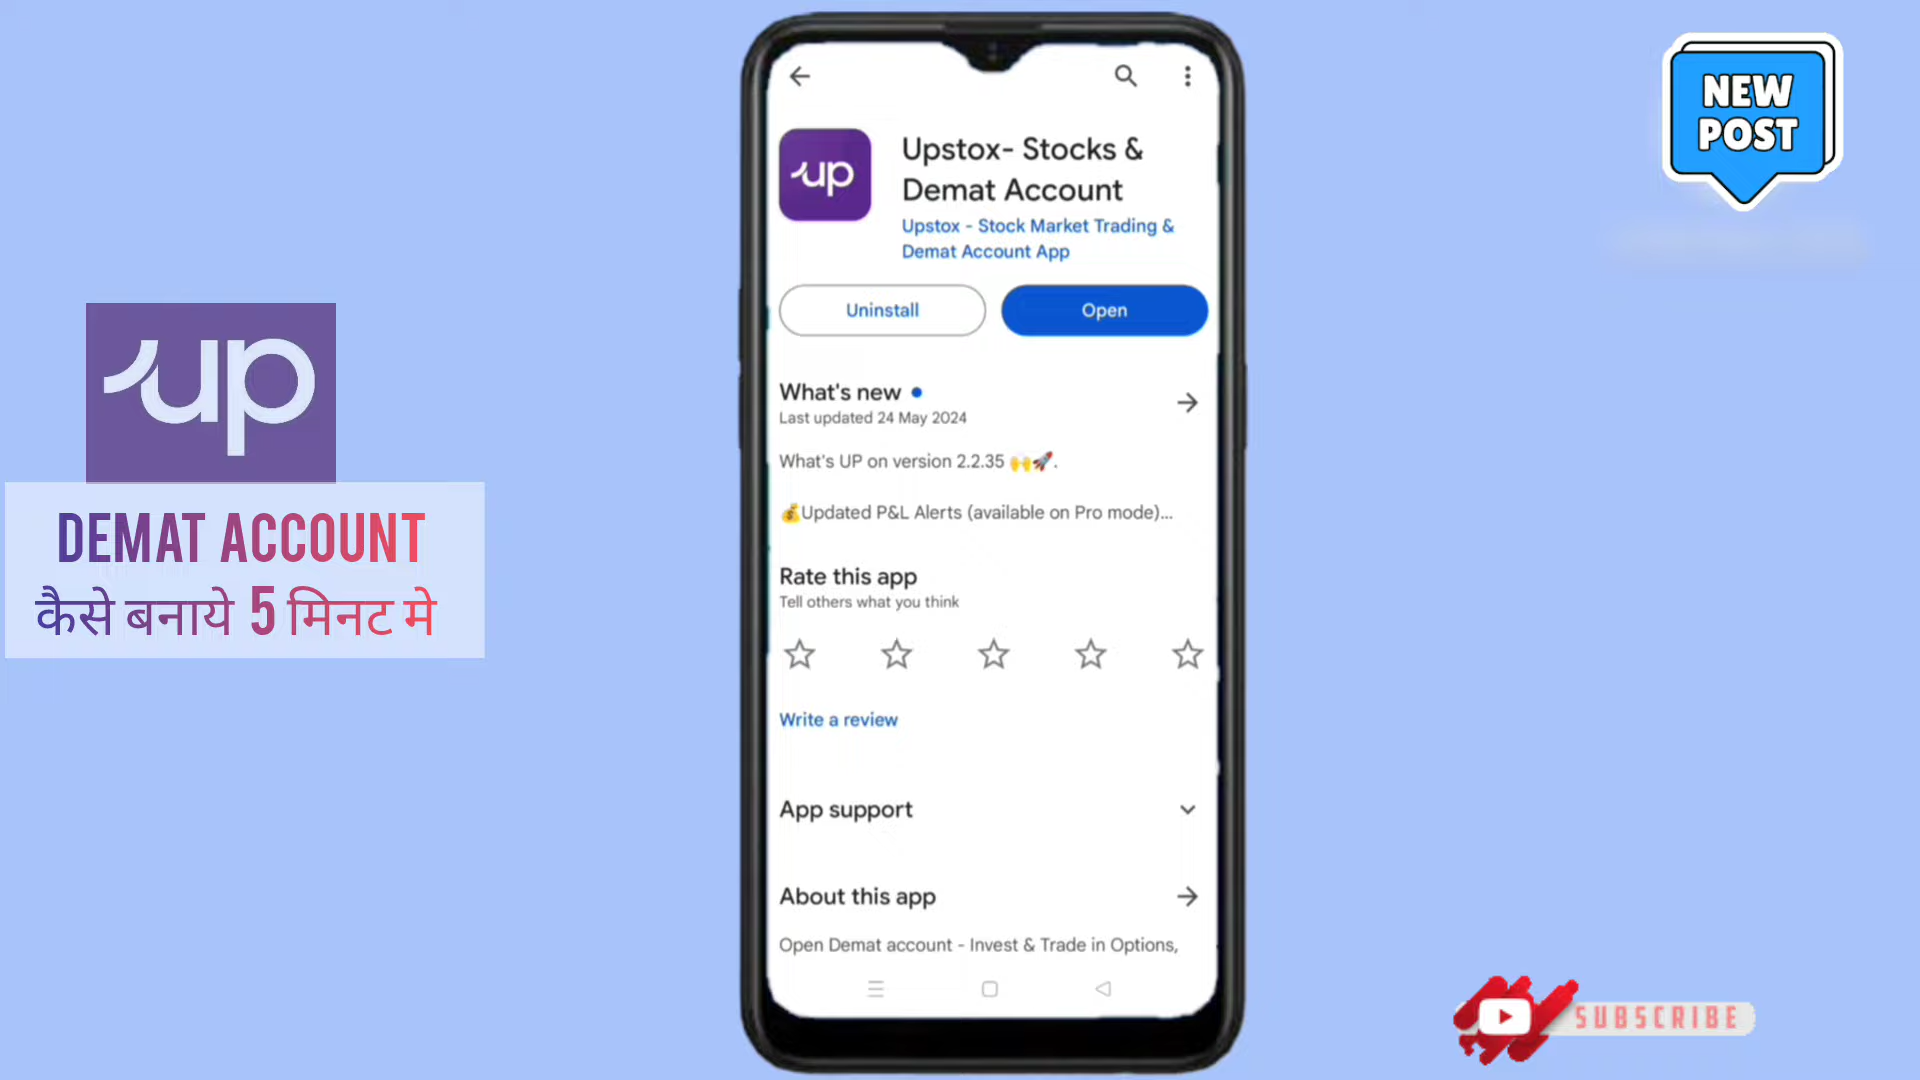 NEW
POST
up
Upstox- Stocks &
Demat Account
Upstox - Stock Market Trading &
Demat Account App
Uninstall
Open
What's new
Last updated 24 May 2024
What's UP on version 2.2.35 🙌🚀.
💰Updated P&L Alerts (available on Pro mode)...
Rate this app
Tell others what you think
Write a review
App support
About this app
Open Demat account - Invest & Trade in Options,
up
DEMAT ACCOUNT
कैसे बनाये 5 मिनट मे
SUBSCRIBE